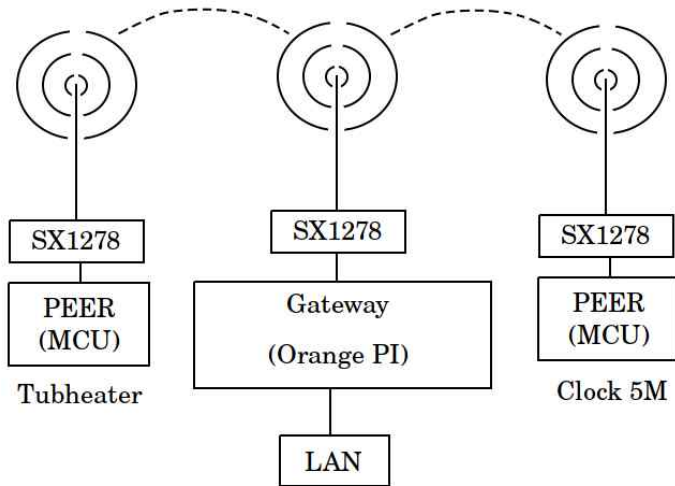 SX1278
PEER
(MCU)
Tubheater
SX1278
Gateway
(Orange PI)
LAN
SX1278
PEER
(MCU)
Clock 5M